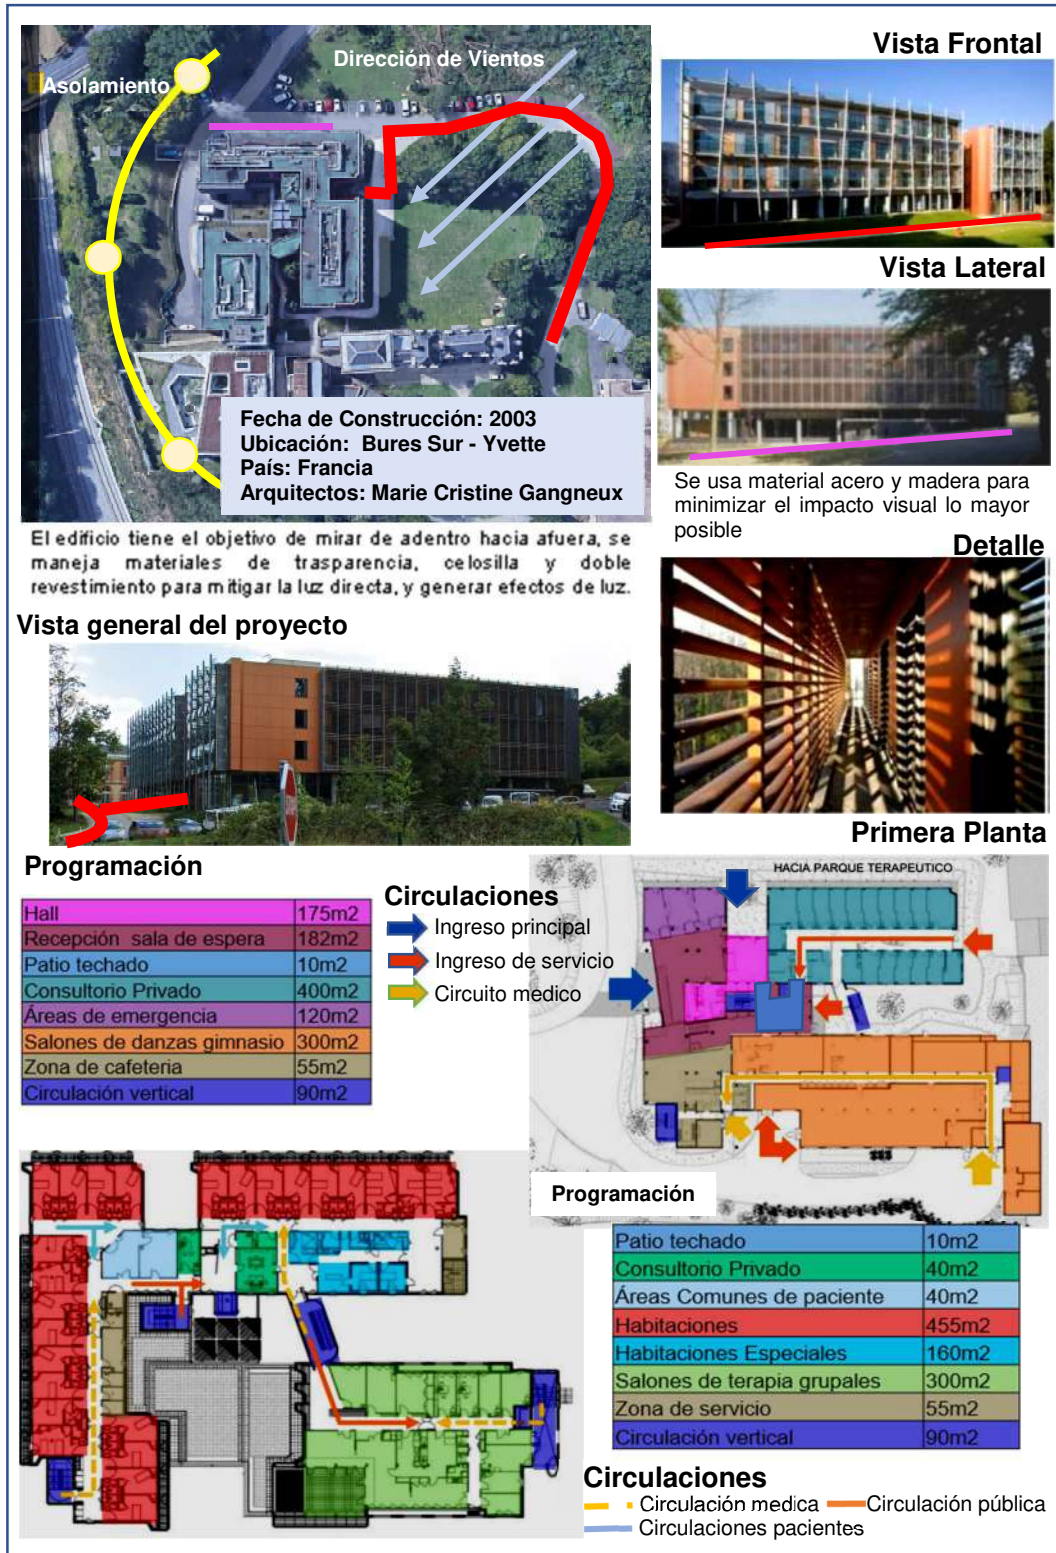 Asolamiento
Dirección de Vientos
Fecha de Construcción: 2003
Ubicación:  Bures Sur - Yvette
País: Francia
Arquitectos: Marie Cristine Gangneux
El edificio tiene el objetivo de mirar de adentro hacia afuera, se
maneja materiales de trasparencia, celosilla y doble
revestimiento para mitigar la luz directa, y generar efectos de luz.
Vista Frontal
Vista Lateral
Se usa material acero y madera para
minimizar el impacto visual lo mayor
posible
Detalle
Vista general del proyecto
Programación
Hall 175m2
Recepción sala de espera 182m2
Patio techado 10m2
Consultorio Privado 400m2
Áreas de emergencia 120m2
Salones de danzas gimnasio 300m2
Zona de cafeteria 55m2
Circulación vertical 90m2
Circulaciones
Ingreso principal
Ingreso de servicio
Circuito medico
Primera Planta
HACIA PARQUE TERAPEUTICO
Programación
Patio techado 10m2
Consultorio Privado 40m2
Áreas Comunes de paciente 40m2
Habitaciones 455m2
Habitaciones Especiales 160m2
Salones de terapia grupales 300m2
Zona de servicio 55m2
Circulación vertical 90m2
Circulaciones
Circulación medica Circulación pública
Circulaciones pacientes